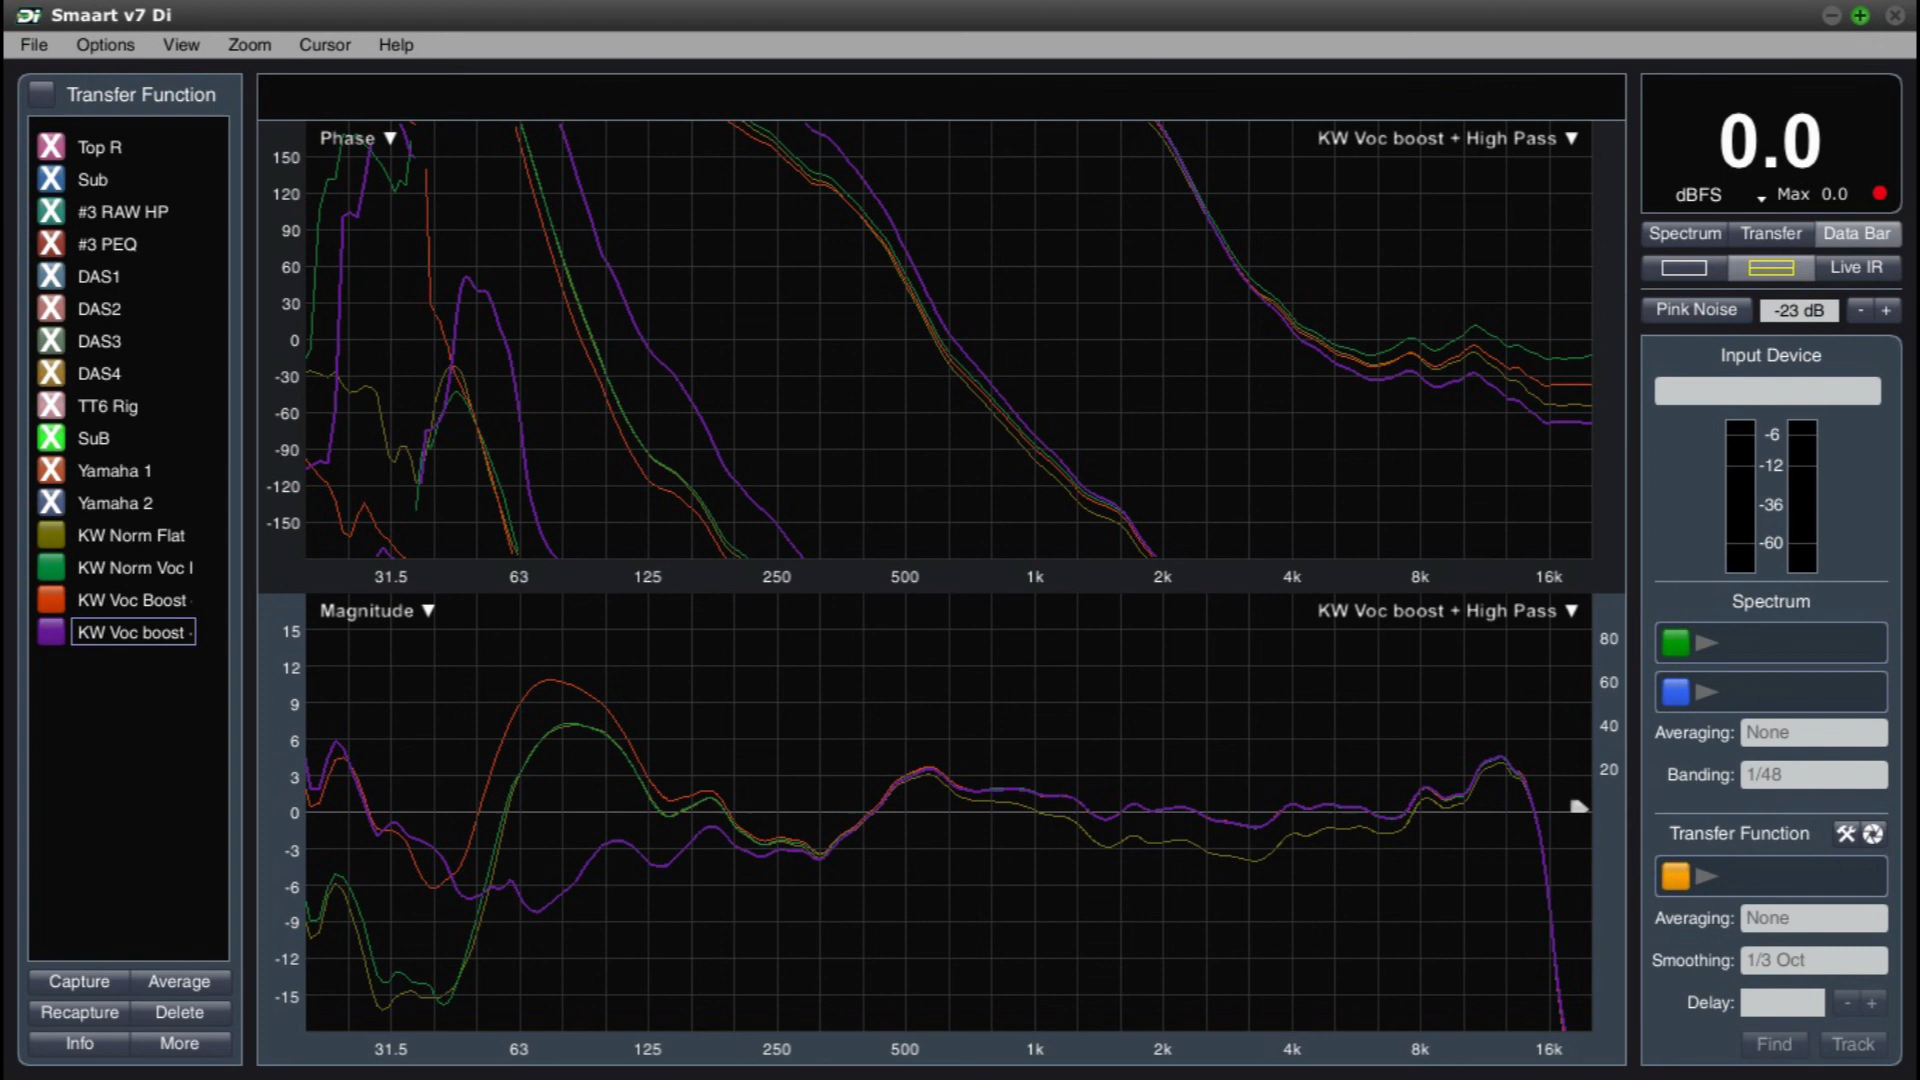 Di Smaart v7 Di
File Options View Zoom Cursor Help
Transfer Function
Top R
Sub
#3 RAW HP
#3 PEQ
DAS1
DAS2
DAS3
DAS4
TT6 Rig
SuB
Yamaha 1
Yamaha 2
KW Norm Flat
KW Norm Voc I
KW Voc Boost
KW Voc boost -
Capture Average
Recapture Delete
Info More
Phase ▼ KW Voc boost + High Pass ▼
150
120
90
60
30
0
-30
-60
-90
-120
-150
31.5 63 125 250 500 1k 2k 4k 8k 16k
Magnitude ▼ KW Voc boost + High Pass ▼
15
12
9
6
3
0
-3
-6
-9
-12
-15
80
60
40
20
31.5 63 125 250 500 1k 2k 4k 8k 16k
0.0
dBFS Max 0.0
Spectrum Transfer Data Bar
Live IR
Pink Noise -23 dB - +
Input Device
-6
-12
-36
-60
Spectrum
Averaging: None
Banding: 1/48
Transfer Function
Averaging: None
Smoothing: 1/3 Oct
Delay: - +
Find Track